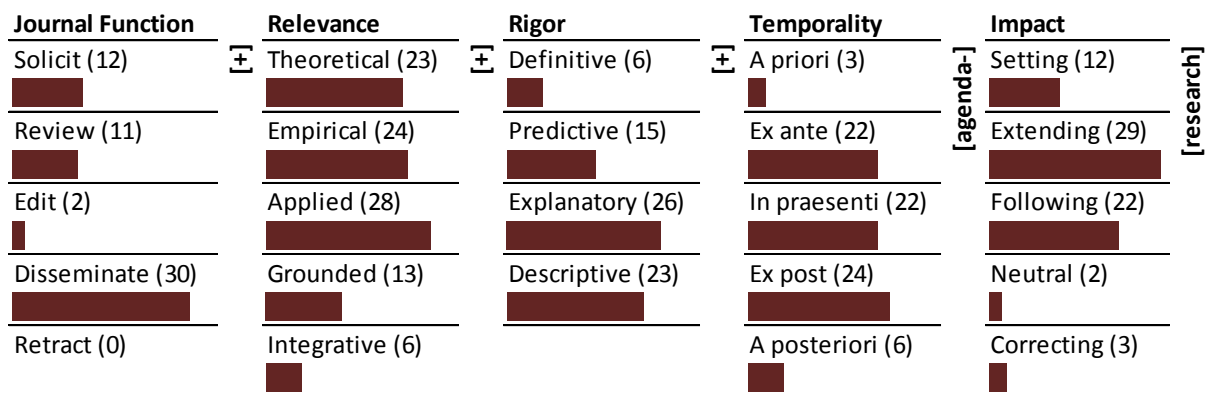 Journal Function
Solicit (12)
Review (11)
Edit (2)
Disseminate (30)
Retract (0)
[+]
Relevance
Theoretical (23)
Empirical (24)
Applied (28)
Grounded (13)
Integrative (6)
[+]
Rigor
Definitive (6)
Predictive (15)
Explanatory (26)
Descriptive (23)
[+]
Temporality
A priori (3)
Ex ante (22)
In praesenti (22)
Ex post (24)
A posteriori (6)
[agenda-]
Impact
Setting (12)
Extending (29)
Following (22)
Neutral (2)
Correcting (3)
[research]